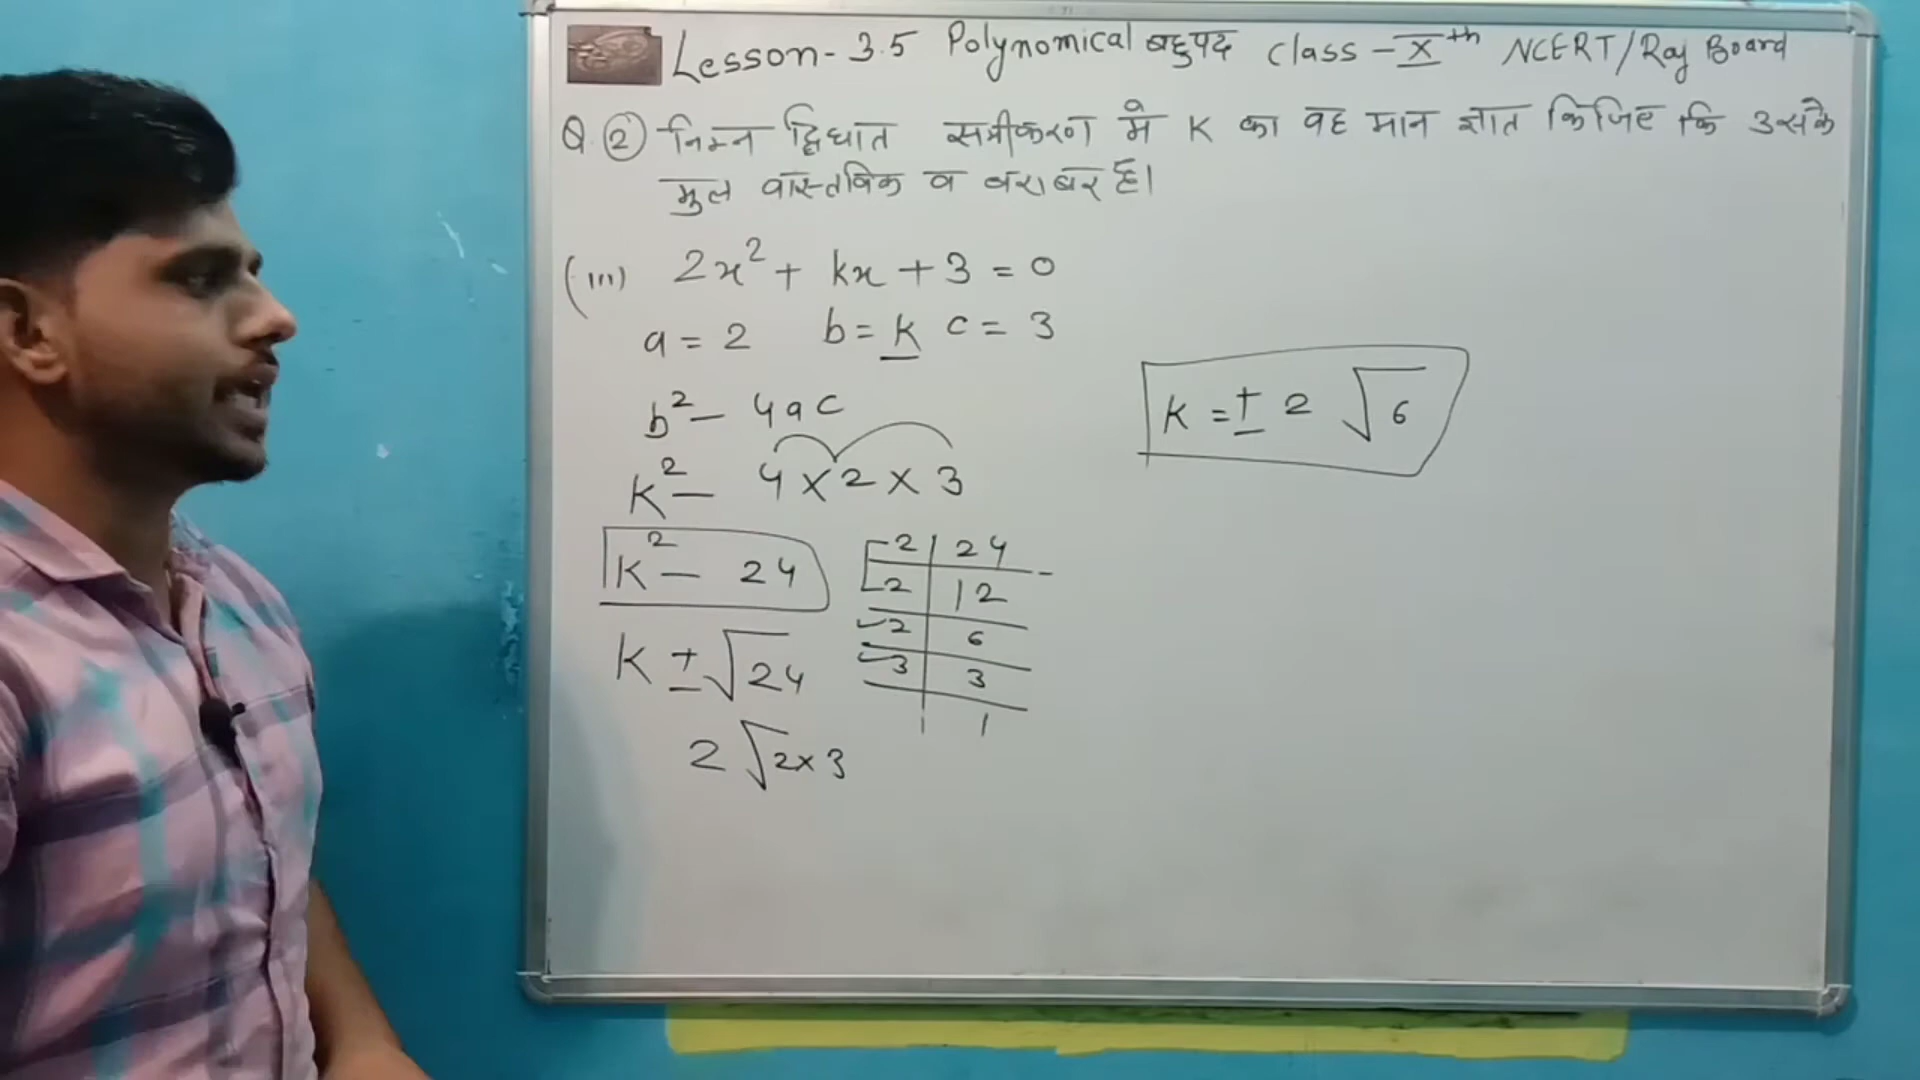 Lesson-3.5 Polynomical बहुपद class-Xth NCERT/Raj Board
Q.② निम्न द्विघात समीकरण मे K का वह मान ज्ञात किजिए कि उसके
मुल वास्तविक व बराबर है।
(iii) 2x² + kx + 3 = 0
a = 2 b = k c = 3
b² - 4ac
K² - 4×2×3
K² - 24
K ± √24
2√2×3
2 | 24
2 | 12
2 | 6
3 | 3
1 | 1
K = ± 2√6